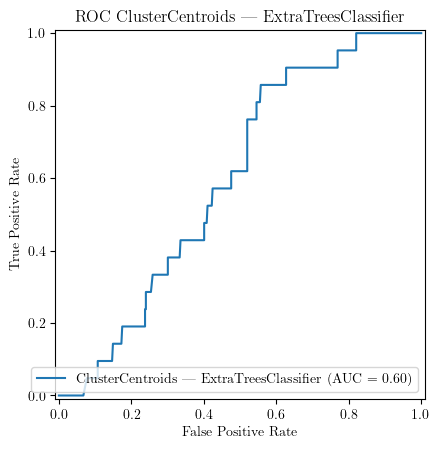 ROC ClusterCentroids — ExtraTreesClassifier
1.0
0.8
0.6
0.4
0.2
0.0
True Positive Rate
ClusterCentroids — ExtraTreesClassifier (AUC = 0.60)
0.0 0.2 0.4 0.6 0.8 1.0
False Positive Rate